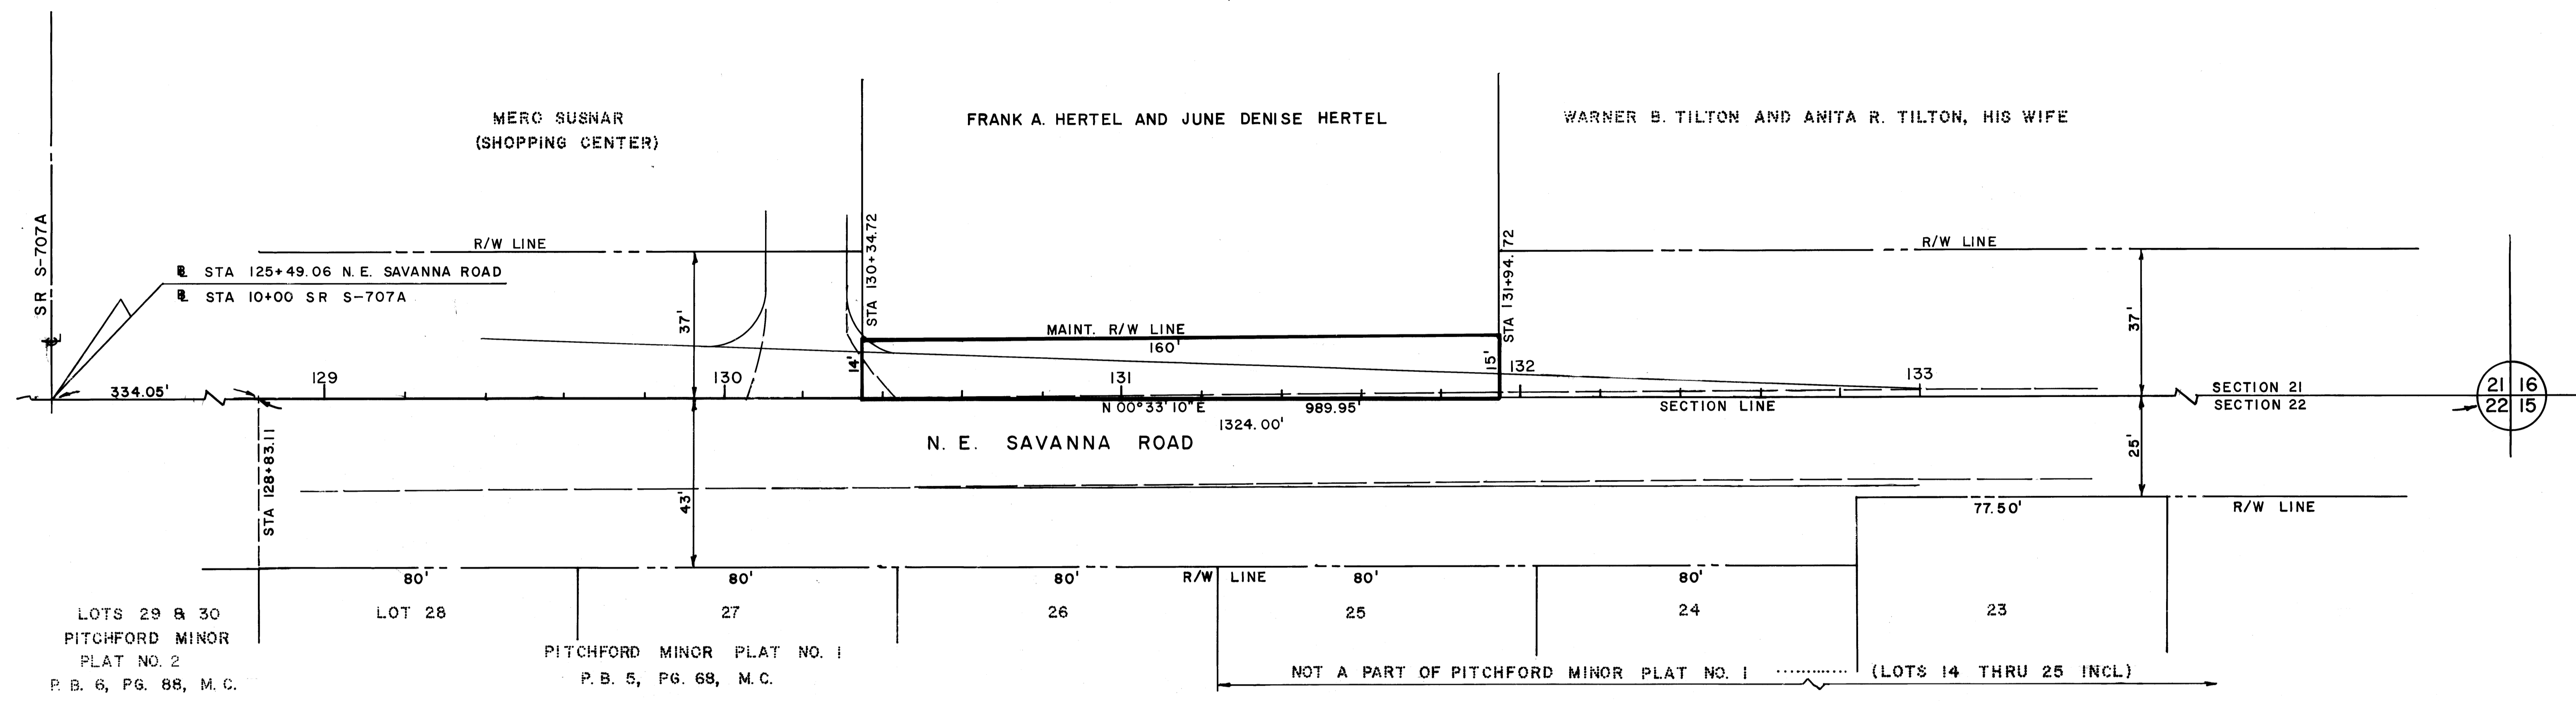 MERO SUSNAR
(SHOPPING CENTER)
FRANK A. HERTEL AND JUNE DENISE HERTEL
WARNER B. TILTON AND ANITA R. TILTON, HIS WIFE
SR S-707A
R/W LINE
STA 130+34.72
STA 131+94.72
R/W LINE
℄ STA 125+49.06 N.E. SAVANNA ROAD
℄ STA 10+00 SR S-707A
37'
MAINT. R/W LINE
160'
37'
14'
15'
334.05'
129
130
131
132
133
SECTION 21
SECTION 22
21 16
22 15
N 00°33'10"E
989.95'
SECTION LINE
1324.00'
N. E. SAVANNA ROAD
STA 128+83.11
43'
25'
77.50'
R/W LINE
80'
80'
80'
R/W LINE
80'
80'
LOTS 29 & 30
PITCHFORD MINOR
PLAT NO. 2
P. B. 6, PG. 88, M. C.
LOT 28
27
26
25
24
23
PITCHFORD MINOR PLAT NO. 1
P. B. 5, PG. 68, M. C.
NOT A PART OF PITCHFORD MINOR PLAT NO. 1 .......... (LOTS 14 THRU 25 INCL)